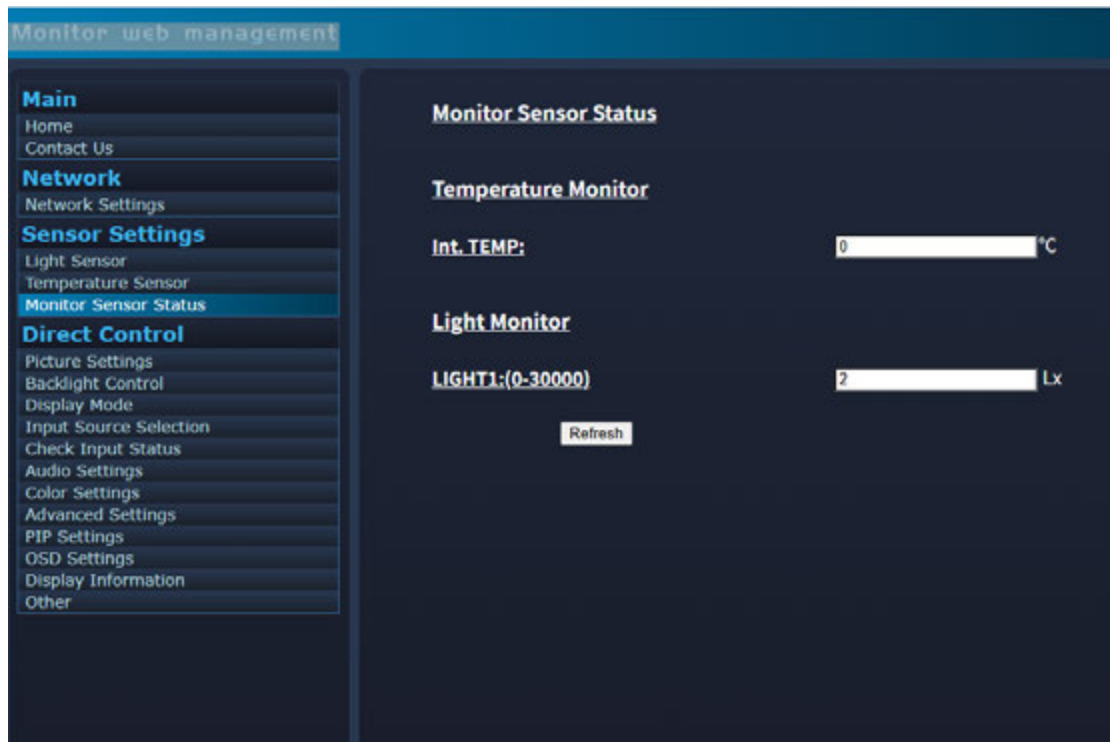 Monitor web management
Main
Home
Contact Us
Network
Network Settings
Sensor Settings
Light Sensor
Temperature Sensor
Monitor Sensor Status
Direct Control
Picture Settings
Backlight Control
Display Mode
Input Source Selection
Check Input Status
Audio Settings
Color Settings
Advanced Settings
PIP Settings
OSD Settings
Display Information
Other
Monitor Sensor Status
Temperature Monitor
Int. TEMP: 0 °C
Light Monitor
LIGHT1:(0-30000) 2 Lx
Refresh